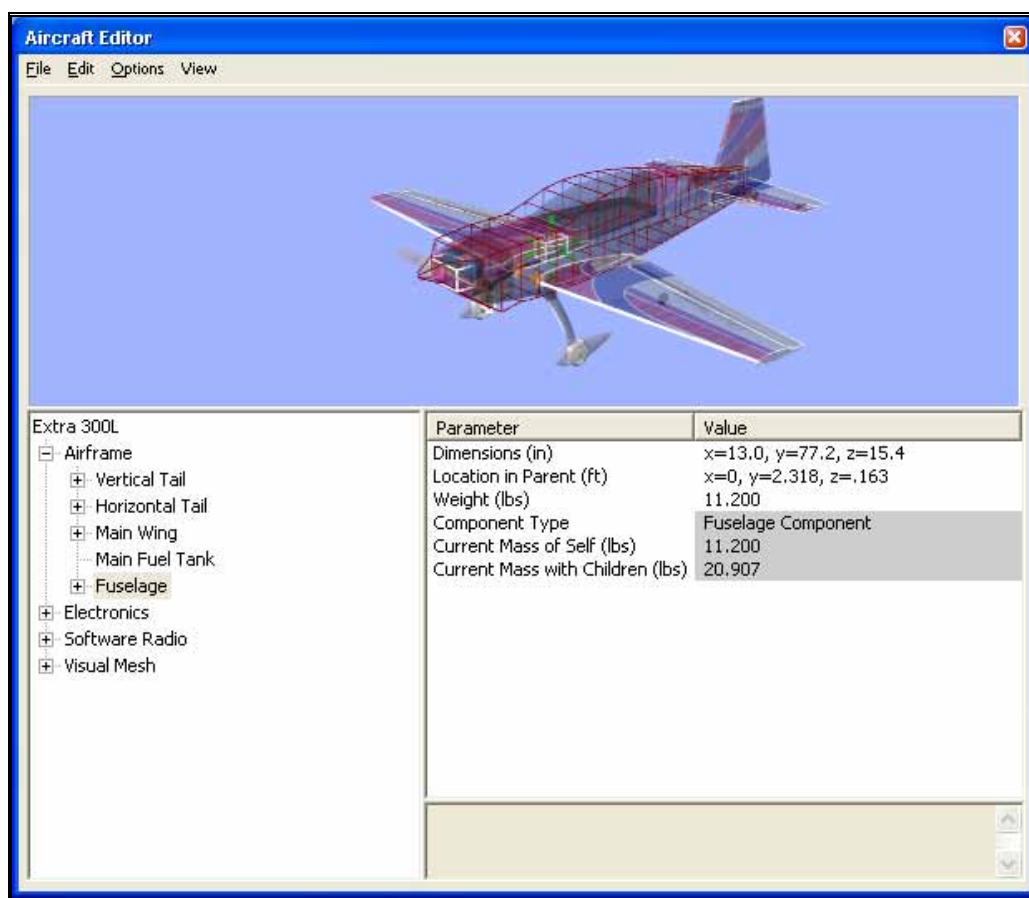 Aircraft Editor
File Edit Options View
Extra 300L
Airframe
Vertical Tail
Horizontal Tail
Main Wing
Main Fuel Tank
Fuselage
Electronics
Software Radio
Visual Mesh
Parameter Value
Dimensions (in) x=13.0, y=77.2, z=15.4
Location in Parent (ft) x=0, y=2.318, z=.163
Weight (lbs) 11.200
Component Type Fuselage Component
Current Mass of Self (lbs) 11.200
Current Mass with Children (lbs) 20.907